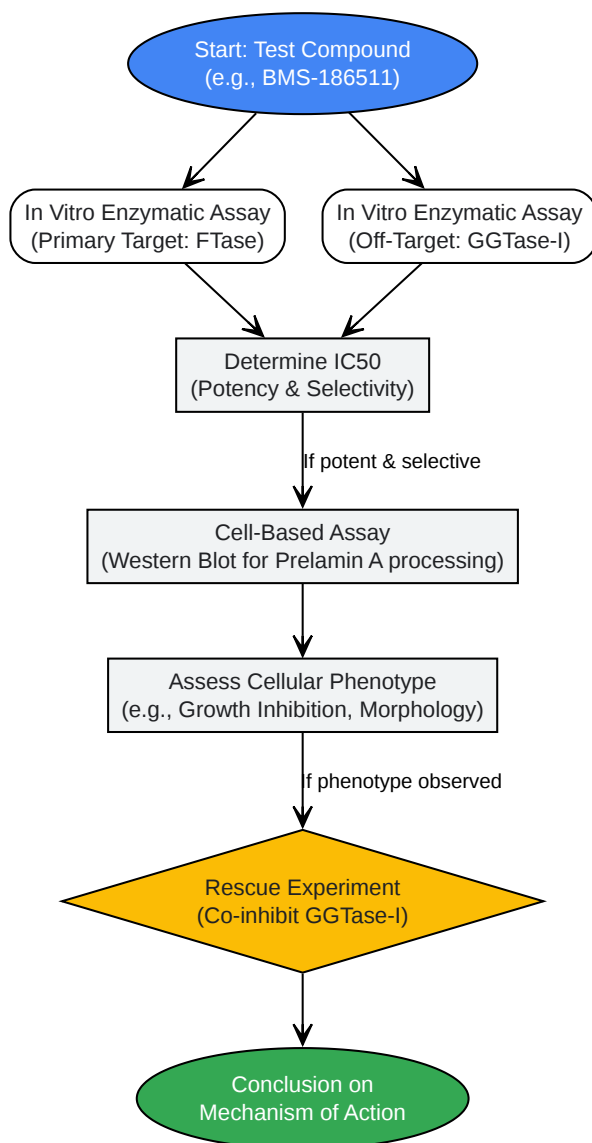 Start: Test Compound
(e.g., BMS-186511)
In Vitro Enzymatic Assay
(Primary Target: FTase)
In Vitro Enzymatic Assay
(Off-Target: GGTase-I)
Determine IC50
(Potency & Selectivity)
If potent & selective
Cell-Based Assay
(Western Blot for Prelamin A processing)
Assess Cellular Phenotype
(e.g., Growth Inhibition, Morphology)
If phenotype observed
Rescue Experiment
(Co-inhibit GGTase-I)
Conclusion on
Mechanism of Action